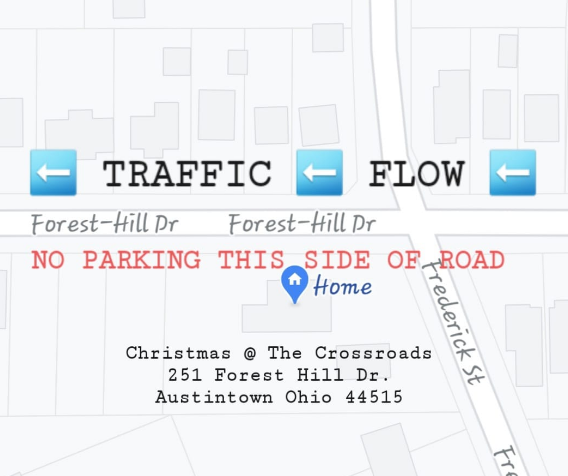 ⬅ TRAFFIC ⬅ FLOW ⬅
Forest-Hill Dr Forest-Hill Dr
NO PARKING THIS SIDE OF ROAD
Home
Frederick St
Christmas @ The Crossroads
251 Forest Hill Dr.
Austintown Ohio 44515
Fre